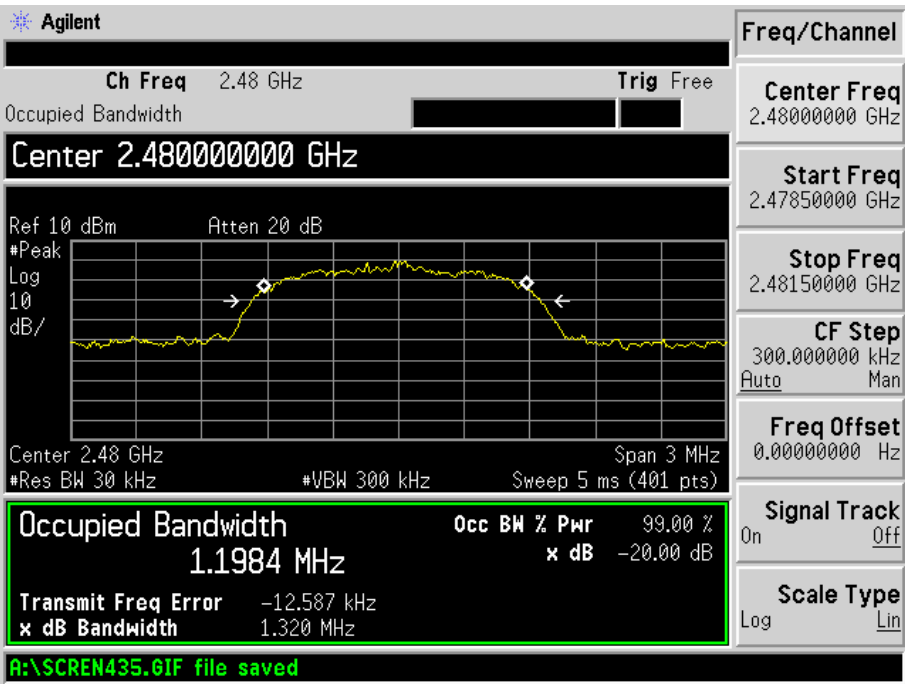 Agilent
Ch Freq 2.48 GHz Trig Free
Occupied Bandwidth
Center 2.480000000 GHz
Ref 10 dBm Atten 20 dB
#Peak
Log
10
dB/
Center 2.48 GHz Span 3 MHz
#Res BW 30 kHz #VBW 300 kHz Sweep 5 ms (401 pts)
Occupied Bandwidth Occ BW % Pwr 99.00 %
1.1984 MHz x dB -20.00 dB
Transmit Freq Error -12.587 kHz
x dB Bandwidth 1.320 MHz
A:\SCREN435.GIF file saved
Freq/Channel
Center Freq
2.48000000 GHz
Start Freq
2.47850000 GHz
Stop Freq
2.48150000 GHz
CF Step
300.000000 kHz
Auto Man
Freq Offset
0.00000000 Hz
Signal Track
On Off
Scale Type
Log Lin